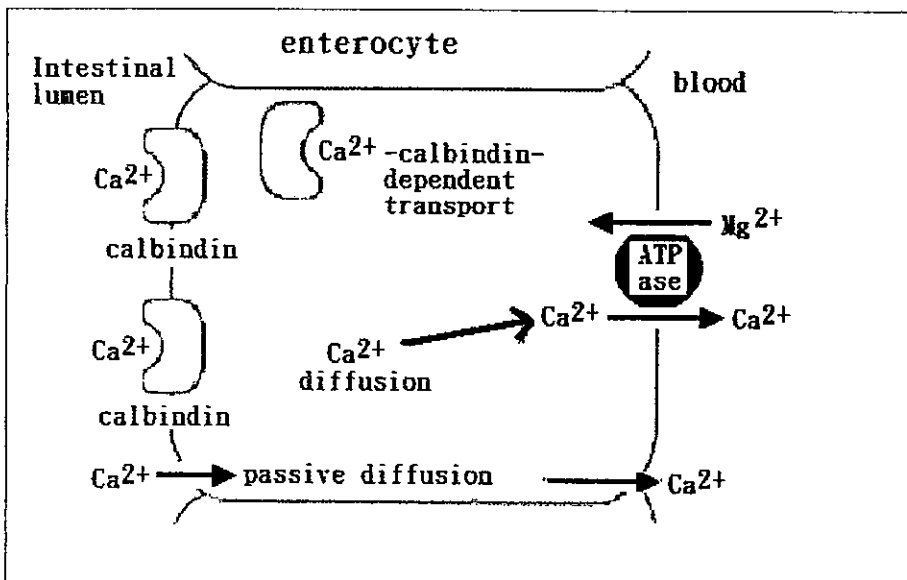 enterocyte
Intestinal
lumen
blood
Ca2+
Ca2+ -calbindin-
dependent
transport
calbindin
Mg2+
ATP
ase
Ca2+
Ca2+
Ca2+
Ca2+
diffusion
calbindin
Ca2+
passive diffusion
Ca2+